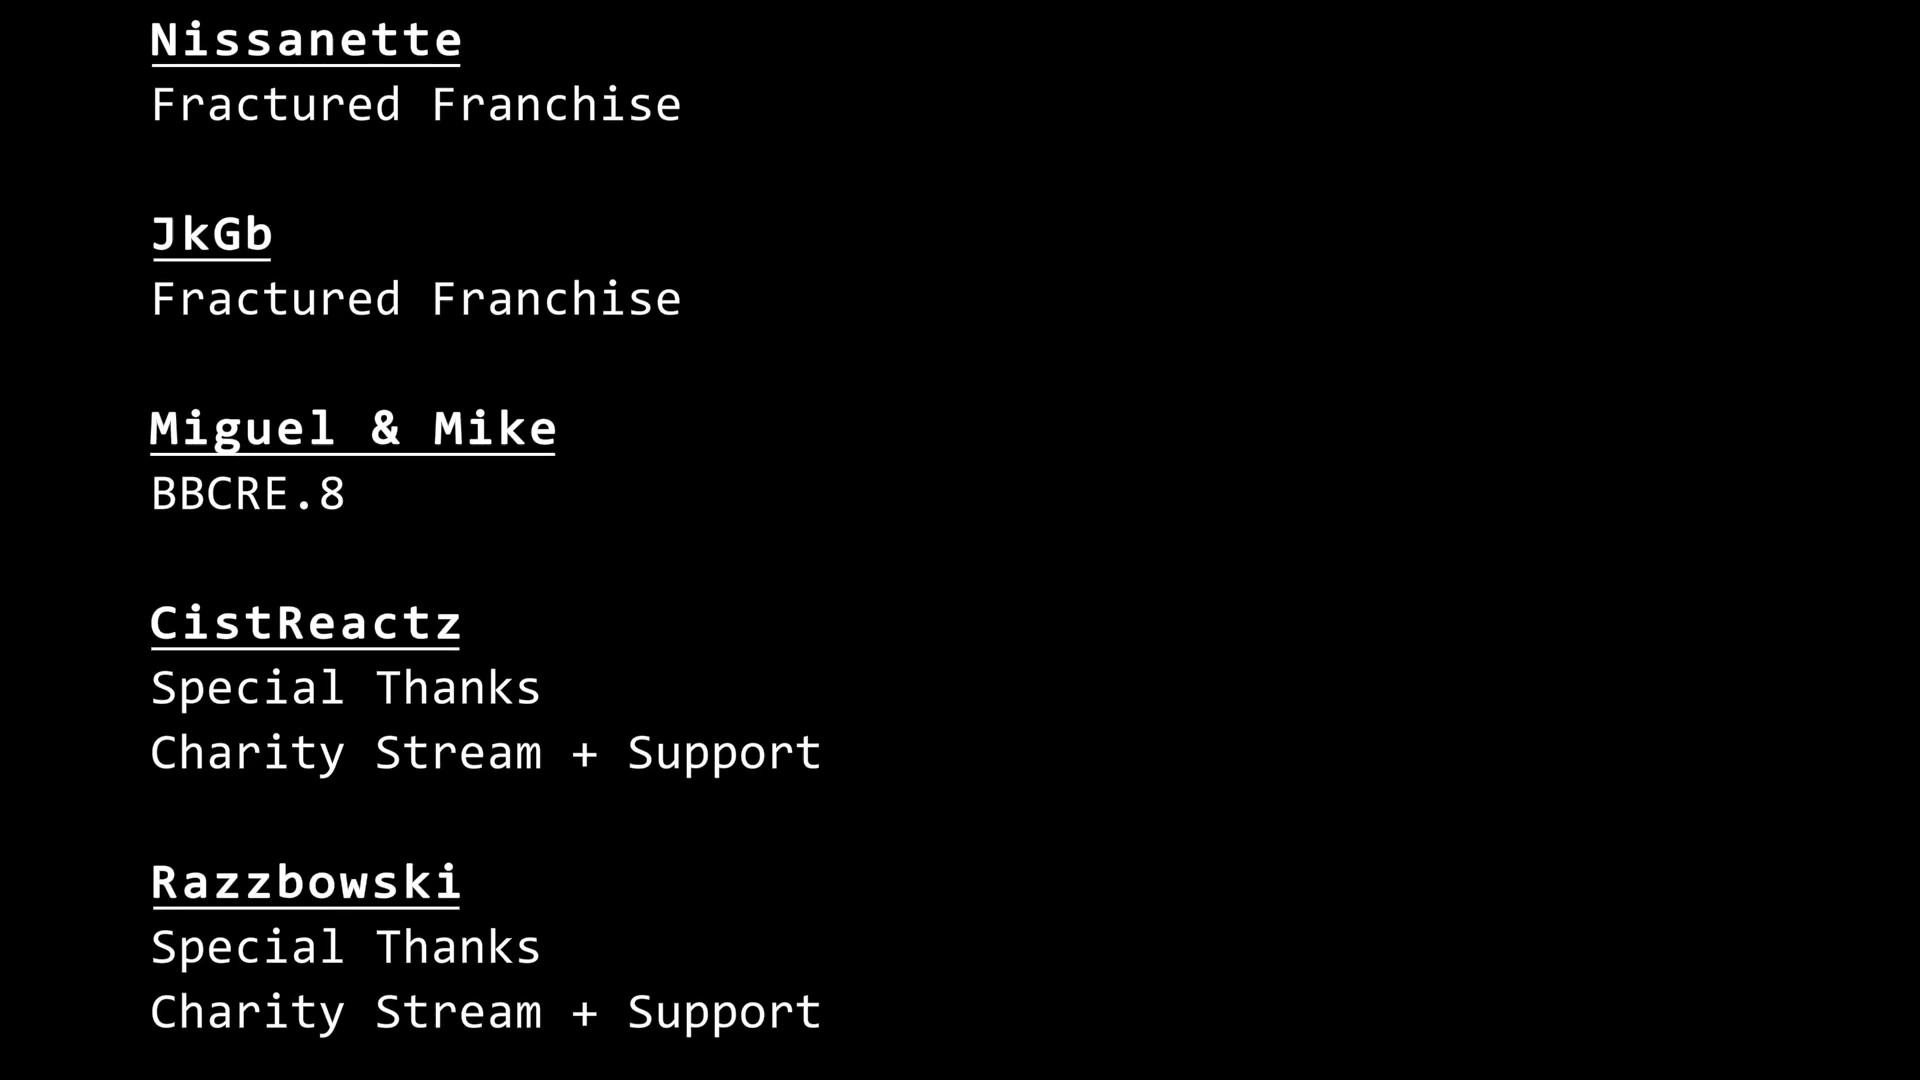 Nissanette
Fractured Franchise
JkGb
Fractured Franchise
Miguel & Mike
BBCRE.8
CistReactz
Special Thanks
Charity Stream + Support
Razzbowski
Special Thanks
Charity Stream + Support